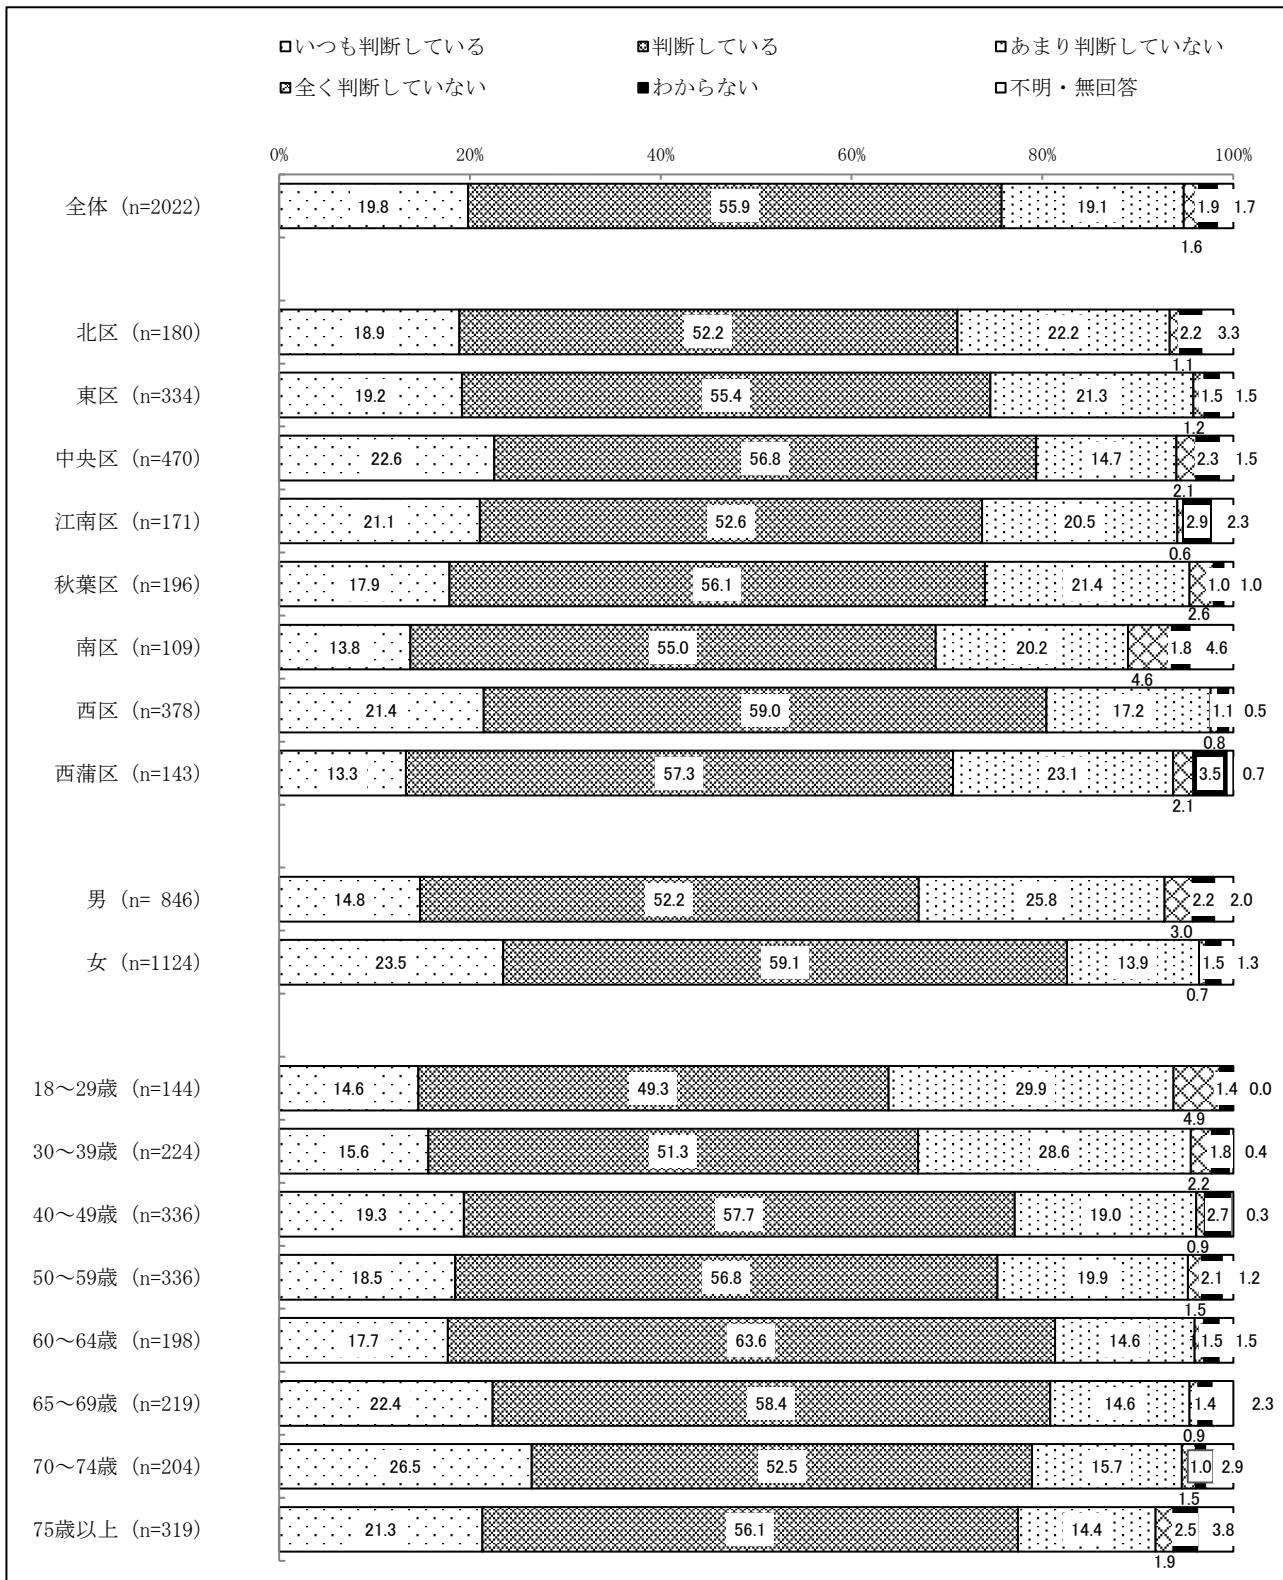 いつも判断している 判断している あまり判断していない
全く判断していない わからない 不明・無回答
0% 20% 40% 60% 80% 100%
全体 (n=2022) 19.8 55.9 19.1 1.9 1.7
1.6
北区 (n=180) 18.9 52.2 22.2 2.2 3.3
1.1
東区 (n=334) 19.2 55.4 21.3 1.5 1.5
1.2
中央区 (n=470) 22.6 56.8 14.7 2.3 1.5
2.1
江南区 (n=171) 21.1 52.6 20.5 2.9 2.3
0.6
秋葉区 (n=196) 17.9 56.1 21.4 1.0 1.0
2.6
南区 (n=109) 13.8 55.0 20.2 1.8 4.6
4.6
西区 (n=378) 21.4 59.0 17.2 1.1 0.5
0.8
西蒲区 (n=143) 13.3 57.3 23.1 3.5 0.7
2.1
男 (n= 846) 14.8 52.2 25.8 2.2 2.0
3.0
女 (n=1124) 23.5 59.1 13.9 1.5 1.3
0.7
18～29歳 (n=144) 14.6 49.3 29.9 1.4 0.0
4.9
30～39歳 (n=224) 15.6 51.3 28.6 1.8 0.4
2.2
40～49歳 (n=336) 19.3 57.7 19.0 2.7 0.3
0.9
50～59歳 (n=336) 18.5 56.8 19.9 2.1 1.2
1.5
60～64歳 (n=198) 17.7 63.6 14.6 1.5 1.5
65～69歳 (n=219) 22.4 58.4 14.6 1.4 2.3
0.9
70～74歳 (n=204) 26.5 52.5 15.7 1.0 2.9
1.5
75歳以上 (n=319) 21.3 56.1 14.4 2.5 3.8
1.9